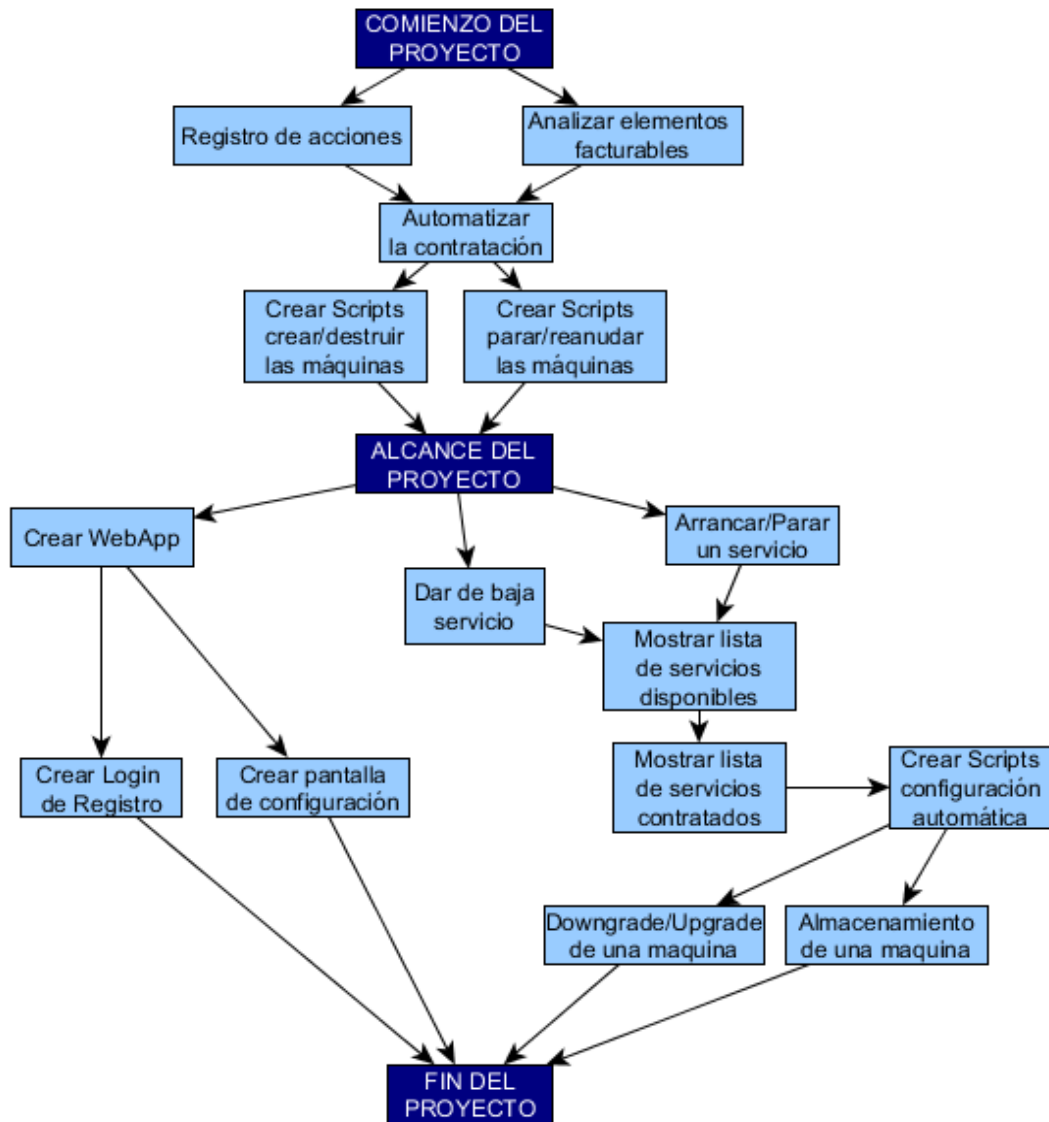 COMIENZO DEL
PROYECTO
Registro de acciones
Analizar elementos
facturables
Automatizar
la contratación
Crear Scripts
crear/destruir
las máquinas
Crear Scripts
parar/reanudar
las máquinas
ALCANCE DEL
PROYECTO
Crear WebApp
Arrancar/Parar
un servicio
Dar de baja
servicio
Mostrar lista
de servicios
disponibles
Crear Login
de Registro
Crear pantalla
de configuración
Mostrar lista
de servicios
contratados
Crear Scripts
configuración
automática
Downgrade/Upgrade
de una maquina
Almacenamiento
de una maquina
FIN DEL
PROYECTO